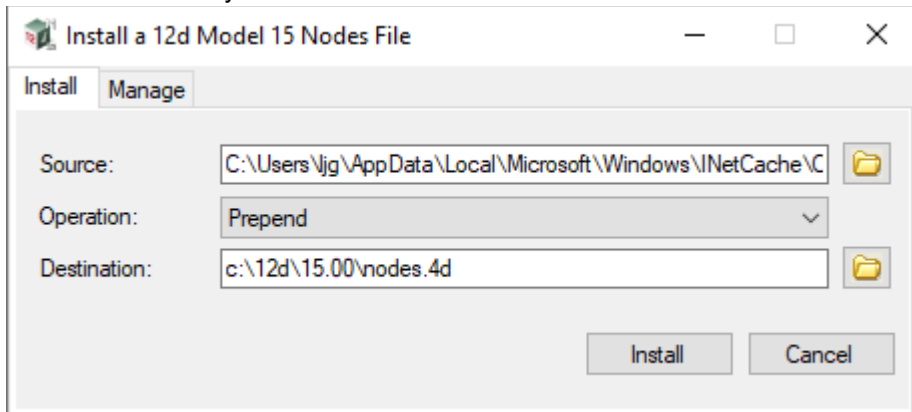 Install a 12d Model 15 Nodes File
Install Manage
Source: C:\Users\ljg\AppData\Local\Microsoft\Windows\INetCache\C
Operation: Prepend
Destination: c:\12d\15.00\nodes.4d
Install Cancel